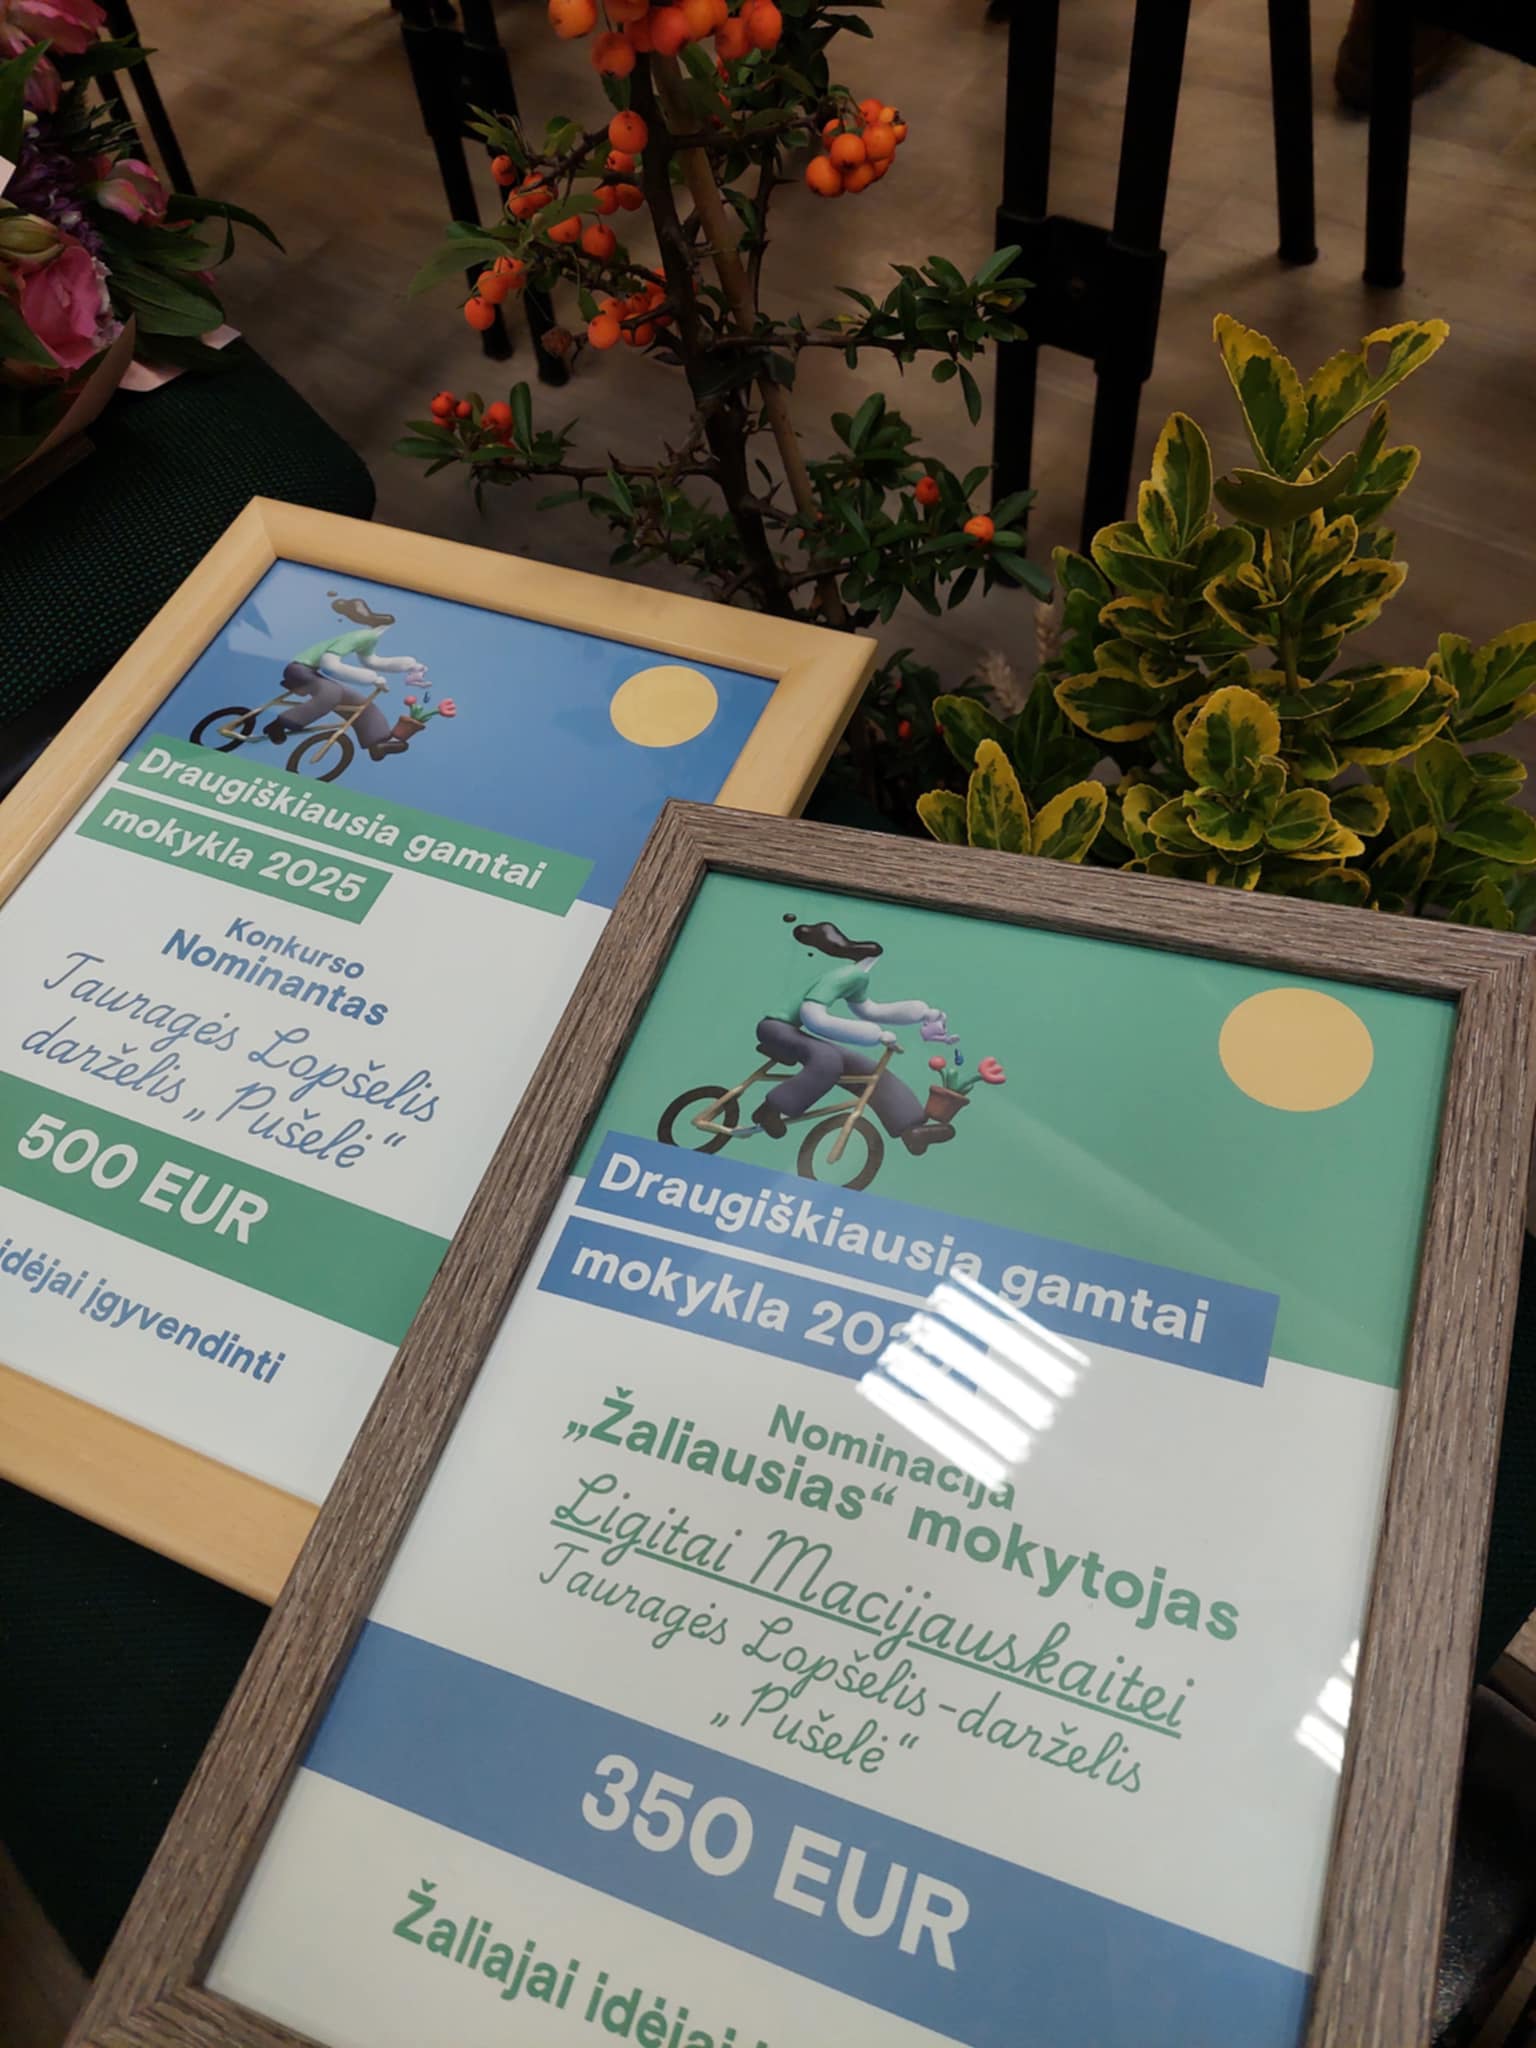 Draugiškiausia gamtai
mokykla 2025
Konkurso
Nominantas
Tauragės Lopšelis
darželis „Pušelė“
500 EUR
idėjai įgyvendinti
Draugiškiausia gamtai
mokykla
Nominacija
„Žaliausias“ mokytojas
Ligitai Macijauskaitei
Tauragės Lopšelis-darželis
„Pušelė“
350 EUR
Žaliajai idėjai